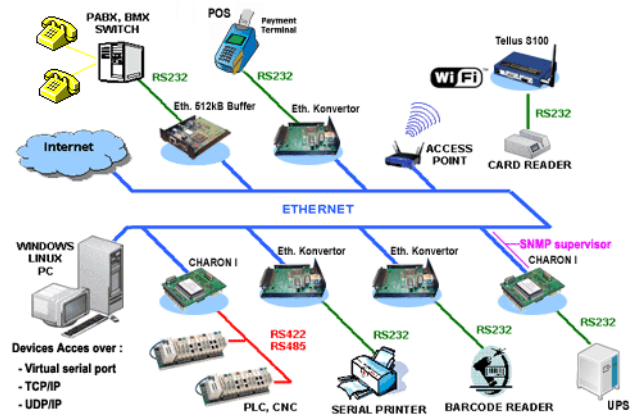 POS
Payment
Terminal
PABX, BMX
SWITCH
Tellus S100
WiFi
RS232
RS232
RS232
Eth. 512kB Buffer
Eth. Konvertor
Internet
ACCESS
POINT
CARD READER
ETHERNET
WINDOWS
LINUX
PC
SNMP supervisor
CHARON I
Eth. Konvertor
Eth. Konvertor
CHARON I
RS422
RS485
RS232
RS232
RS232
Devices Acces over :
- Virtual serial port
- TCP/IP
- UDP/IP
PLC, CNC
SERIAL PRINTER
BARCODE READER
UPS